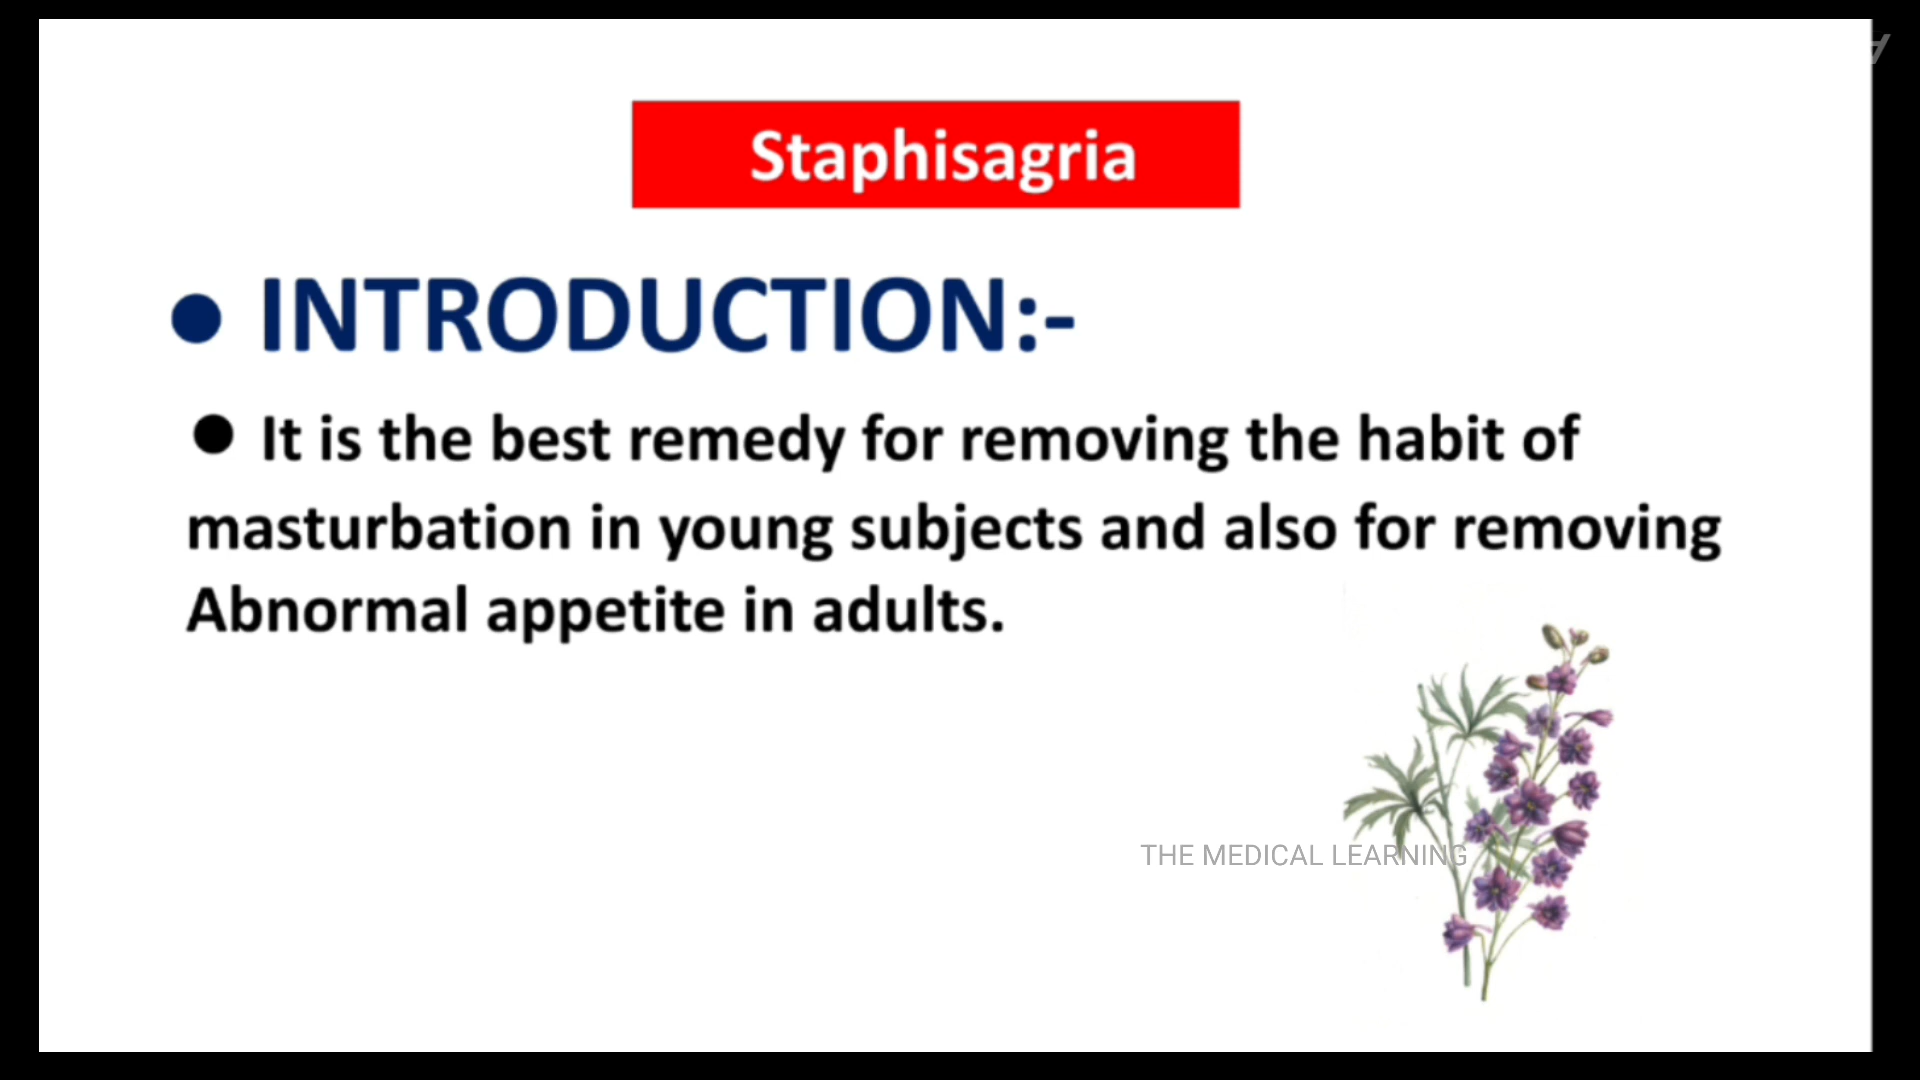 Staphisagria
● INTRODUCTION:-
● It is the best remedy for removing the habit of
masturbation in young subjects and also for removing
Abnormal appetite in adults.
THE MEDICAL LEARNING